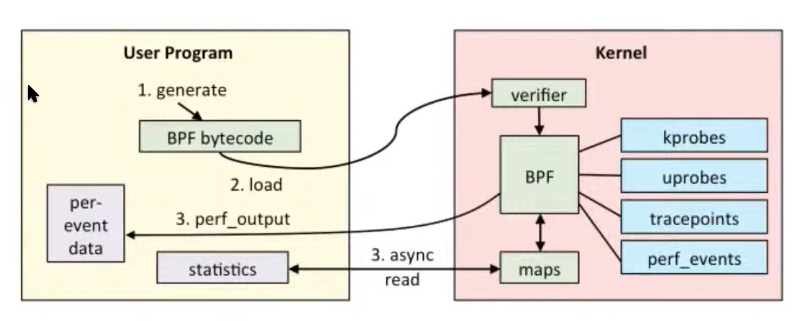 User Program
1. generate
BPF bytecode
2. load
per-
event
data
3. perf_output
statistics
3. async
read
Kernel
verifier
BPF
maps
kprobes
uprobes
tracepoints
perf_events